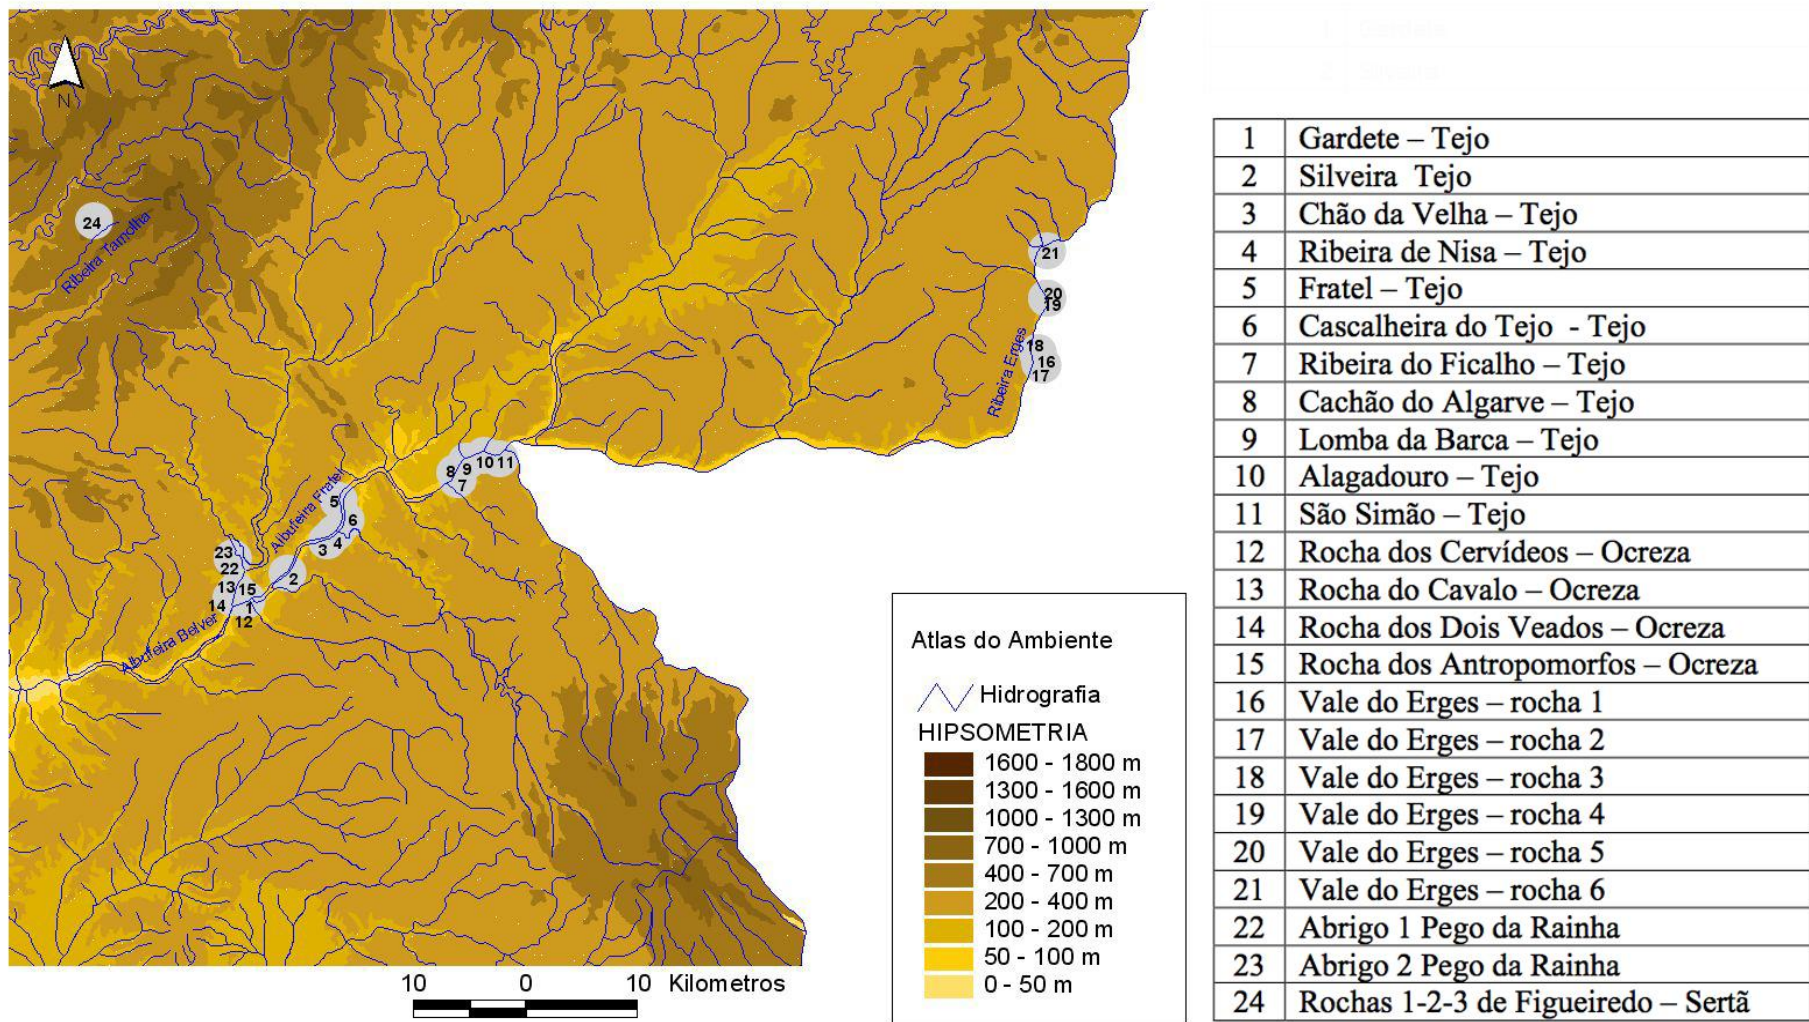 N
24
Ribeira Tamolha
21
20
19
18
16
17
Ribeira Erges
8
9
10
11
7
5
6
Albufeira Fratel
3
4
23
22
2
13
15
14
1
12
Albufeira Belver
Atlas do Ambiente
Hidrografia
HIPSOMETRIA
1600 - 1800 m
1300 - 1600 m
1000 - 1300 m
700 - 1000 m
400 - 700 m
200 - 400 m
100 - 200 m
50 - 100 m
0 - 50 m
10 0 10 Kilometros
1 Gardete – Tejo
2 Silveira Tejo
3 Chão da Velha – Tejo
4 Ribeira de Nisa – Tejo
5 Fratel – Tejo
6 Cascalheira do Tejo - Tejo
7 Ribeira do Ficalho – Tejo
8 Cachão do Algarve – Tejo
9 Lomba da Barca – Tejo
10 Alagadouro – Tejo
11 São Simão – Tejo
12 Rocha dos Cervídeos – Ocreza
13 Rocha do Cavalo – Ocreza
14 Rocha dos Dois Veados – Ocreza
15 Rocha dos Antropomorfos – Ocreza
16 Vale do Erges – rocha 1
17 Vale do Erges – rocha 2
18 Vale do Erges – rocha 3
19 Vale do Erges – rocha 4
20 Vale do Erges – rocha 5
21 Vale do Erges – rocha 6
22 Abrigo 1 Pego da Rainha
23 Abrigo 2 Pego da Rainha
24 Rochas 1-2-3 de Figueiredo – Sertã